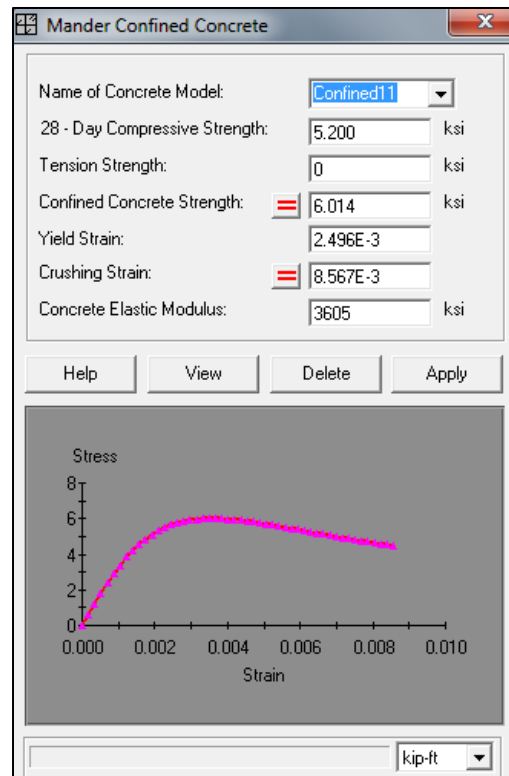 Mander Confined Concrete
Name of Concrete Model: Confined11
28 - Day Compressive Strength: 5.200 ksi
Tension Strength: 0 ksi
Confined Concrete Strength: = 6.014 ksi
Yield Strain: 2.496E-3
Crushing Strain: = 8.567E-3
Concrete Elastic Modulus: 3605 ksi
Help View Delete Apply
Stress
8
6
4
2
0
0.000 0.002 0.004 0.006 0.008 0.010
Strain
kip-ft